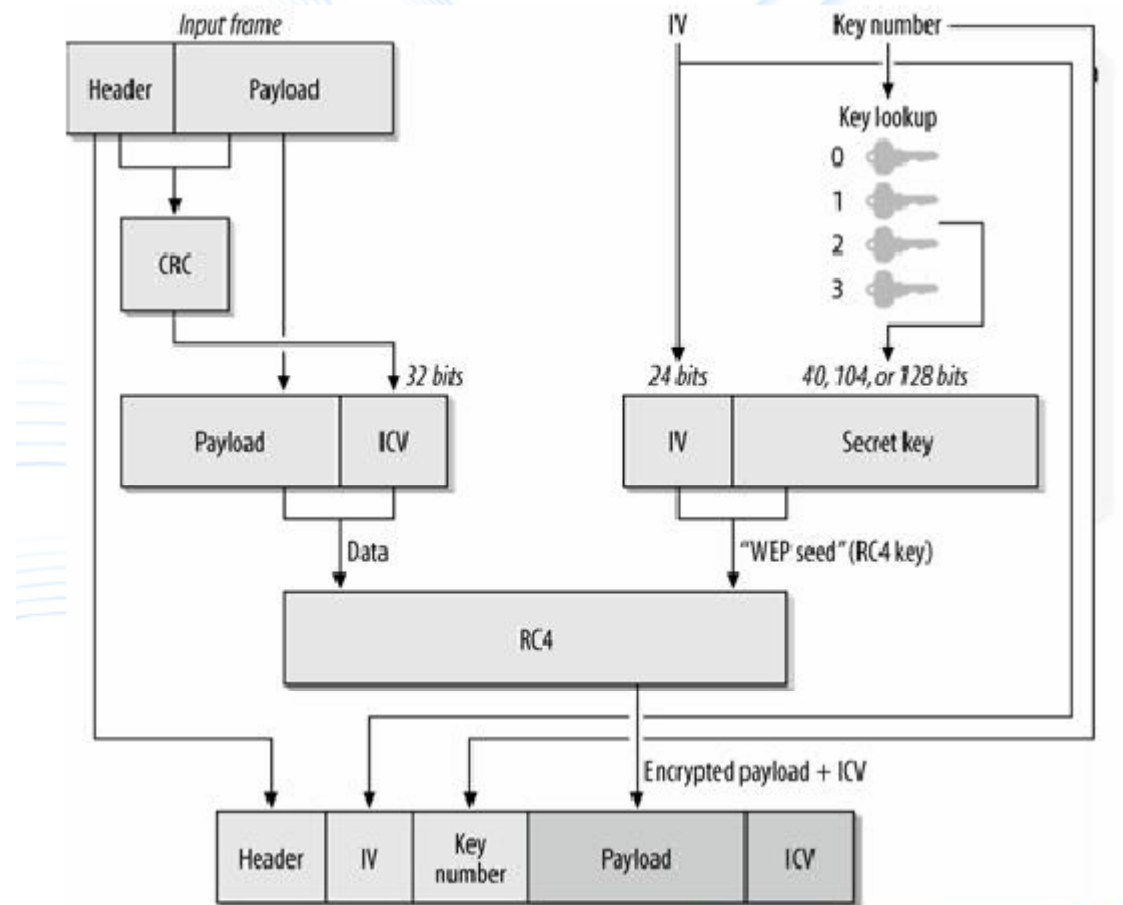 Input frame
IV
Key number
Header
Payload
Key lookup
0
1
2
3
CRC
32 bits
24 bits
40, 104, or 128 bits
Payload
ICV
IV
Secret key
Data
"WEP seed" (RC4 key)
RC4
Encrypted payload + ICV
Header
IV
Key
number
Payload
ICV